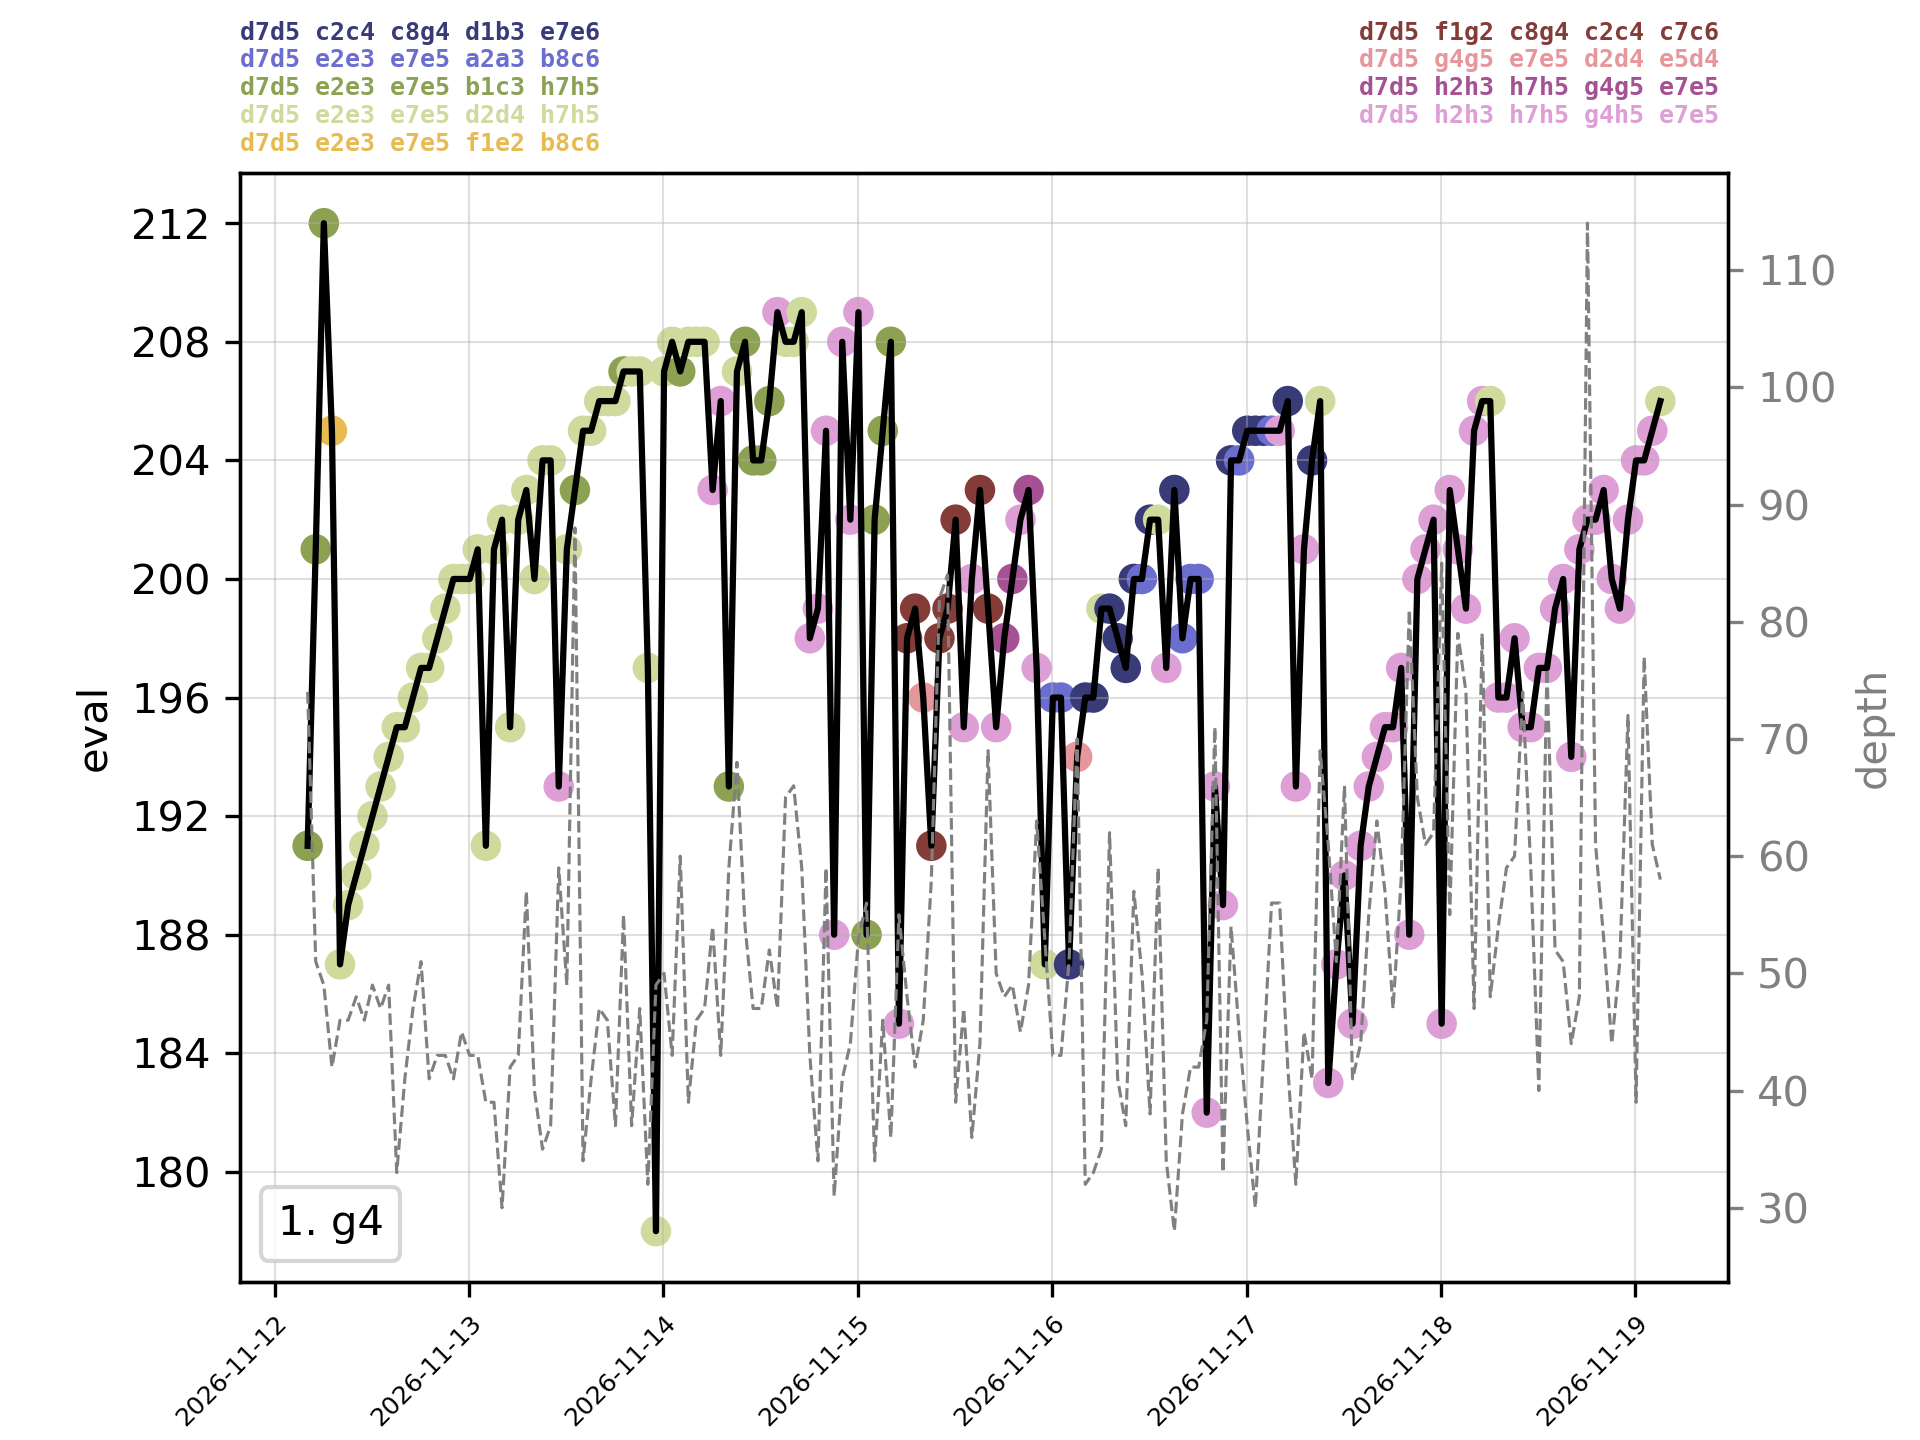 d7d5 c2c4 c8g4 d1b3 e7e6
d7d5 e2e3 e7e5 a2a3 b8c6
d7d5 e2e3 e7e5 b1c3 h7h5
d7d5 e2e3 e7e5 d2d4 h7h5
d7d5 e2e3 e7e5 f1e2 b8c6
d7d5 f1g2 c8g4 c2c4 c7c6
d7d5 g4g5 e7e5 d2d4 e5d4
d7d5 h2h3 h7h5 g4g5 e7e5
d7d5 h2h3 h7h5 g4h5 e7e5
212
208
204
200
196
192
188
184
180
eval
110
100
90
80
70
60
50
40
30
depth
1. g4
2026-11-12
2026-11-13
2026-11-14
2026-11-15
2026-11-16
2026-11-17
2026-11-18
2026-11-19